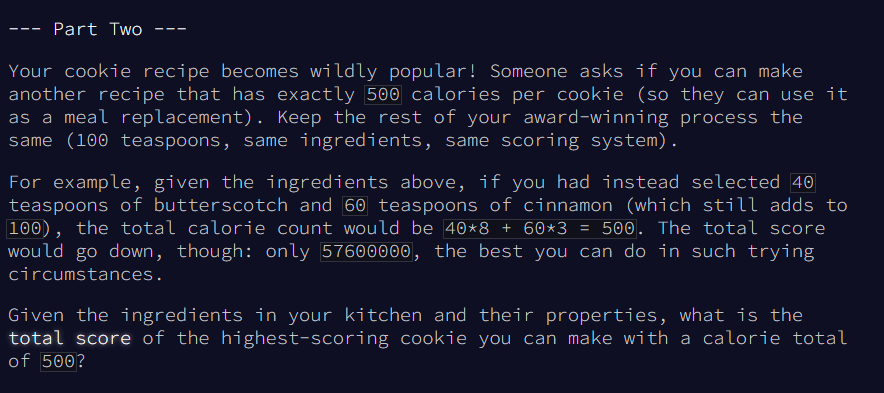 --- Part Two ---
Your cookie recipe becomes wildly popular! Someone asks if you can make
another recipe that has exactly 500 calories per cookie (so they can use it
as a meal replacement). Keep the rest of your award-winning process the
same (100 teaspoons, same ingredients, same scoring system).
For example, given the ingredients above, if you had instead selected 40
teaspoons of butterscotch and 60 teaspoons of cinnamon (which still adds to
100), the total calorie count would be 40*8 + 60*3 = 500. The total score
would go down, though: only 57600000, the best you can do in such trying
circumstances.
Given the ingredients in your kitchen and their properties, what is the
total score of the highest-scoring cookie you can make with a calorie total
of 500?